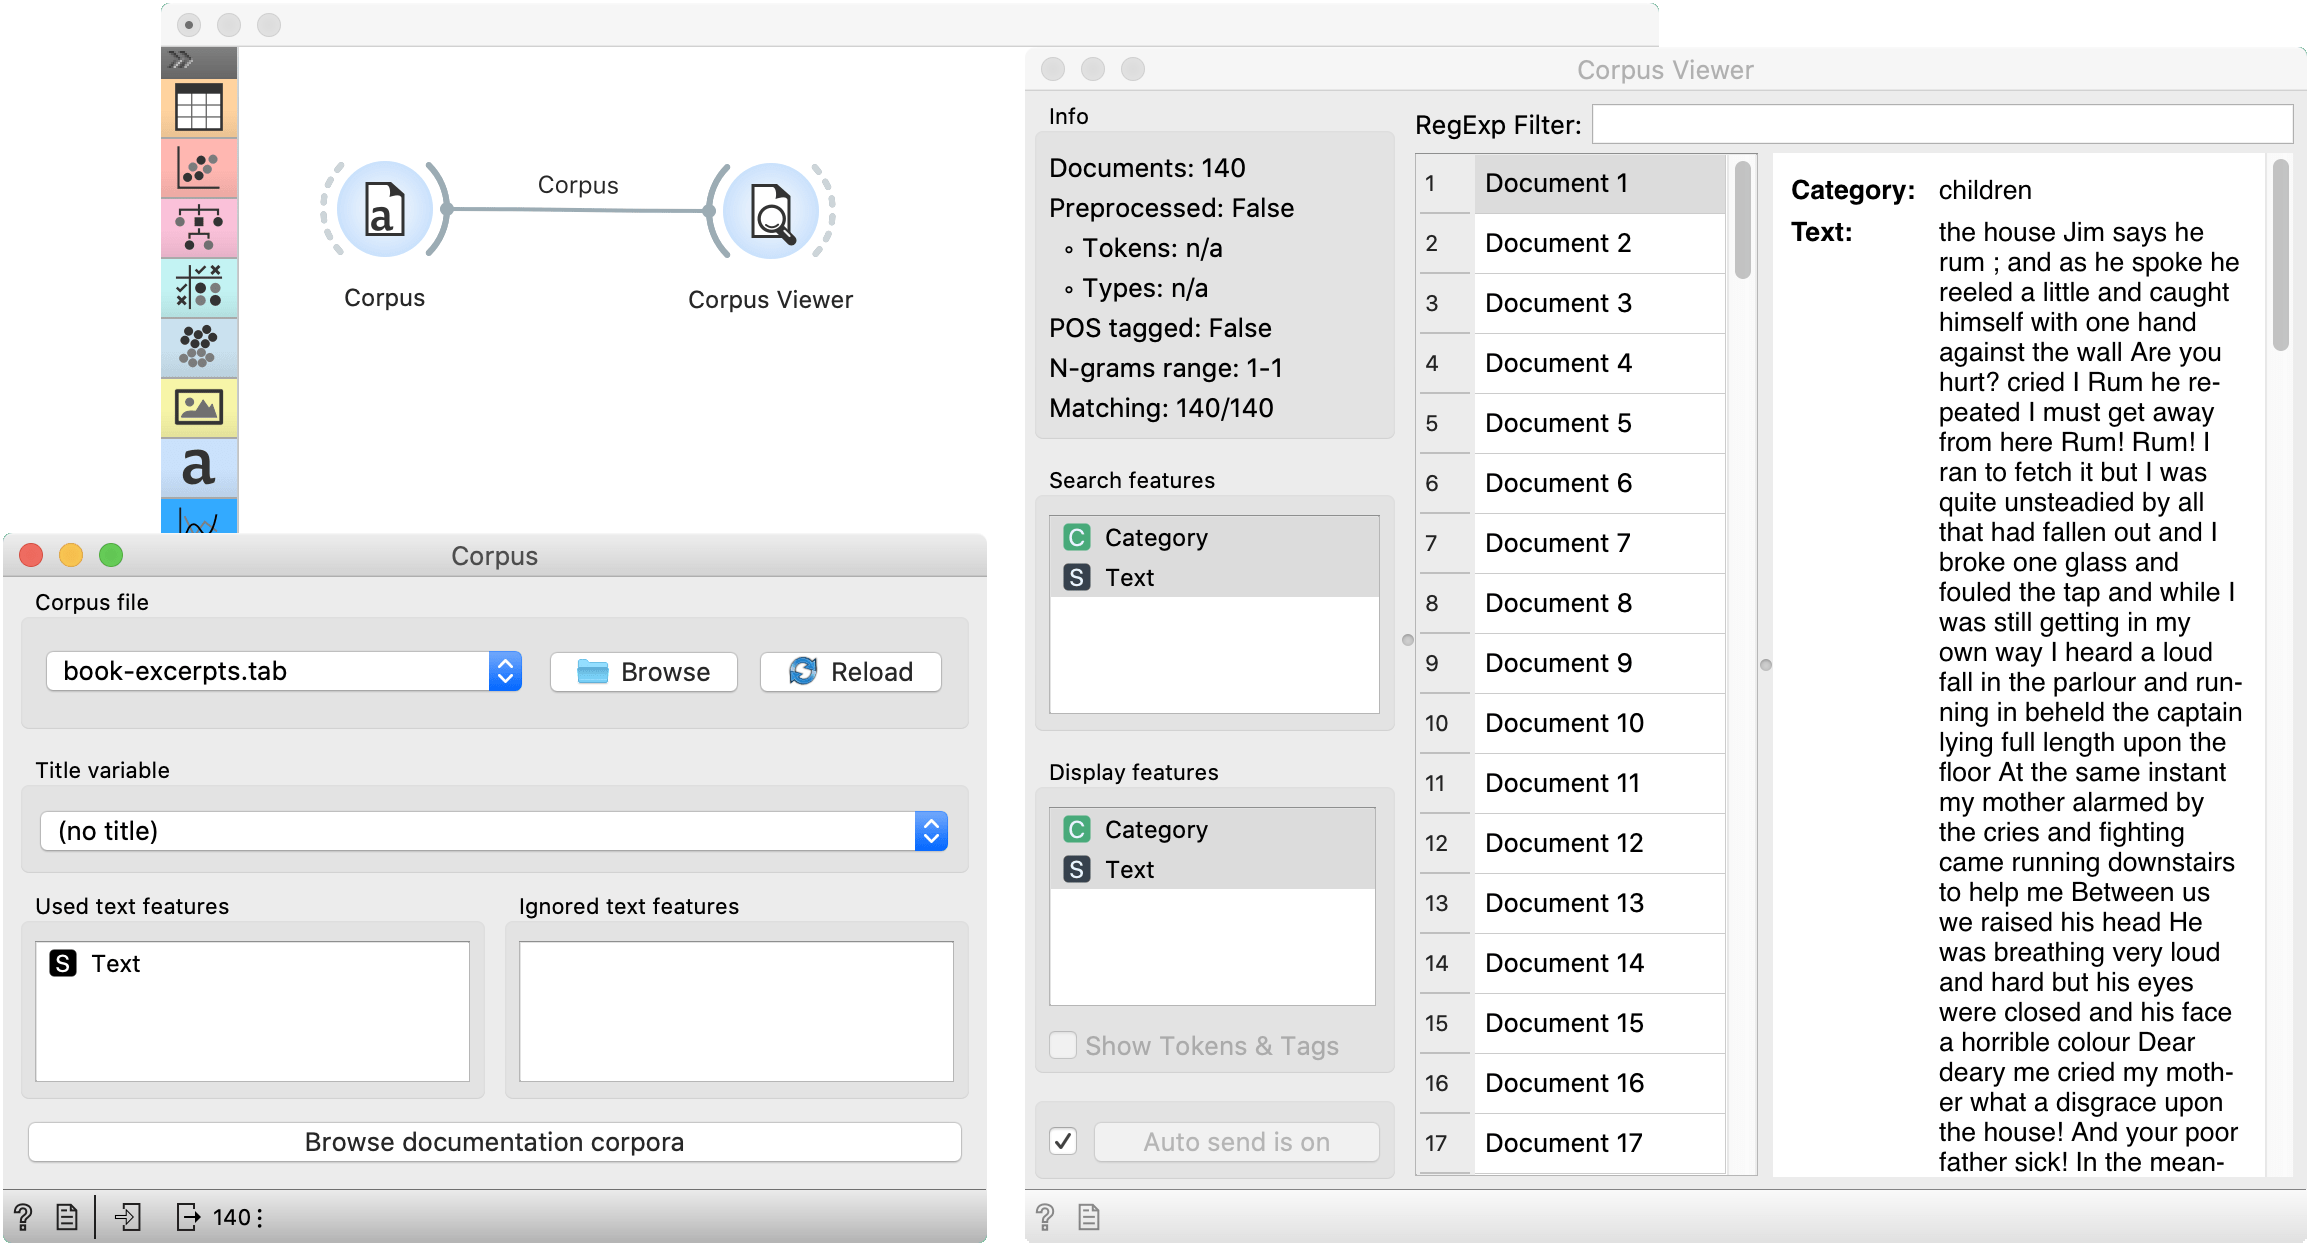 Corpus
Corpus
Corpus Viewer
a
Corpus
Corpus file
book-excerpts.tab
Browse
Reload
Title variable
(no title)
Used text features
Ignored text features
S Text
Browse documentation corpora
? 140
Corpus Viewer
Info
Documents: 140
Preprocessed: False
◦ Tokens: n/a
◦ Types: n/a
POS tagged: False
N-grams range: 1-1
Matching: 140/140
Search features
C Category
S Text
Display features
C Category
S Text
Show Tokens & Tags
Auto send is on
RegExp Filter:
1 Document 1
2 Document 2
3 Document 3
4 Document 4
5 Document 5
6 Document 6
7 Document 7
8 Document 8
9 Document 9
10 Document 10
11 Document 11
12 Document 12
13 Document 13
14 Document 14
15 Document 15
16 Document 16
17 Document 17
Category: children
Text: the house Jim says he
rum ; and as he spoke he
reeled a little and caught
himself with one hand
against the wall Are you
hurt? cried I Rum he re-
peated I must get away
from here Rum! Rum! I
ran to fetch it but I was
quite unsteadied by all
that had fallen out and I
broke one glass and
fouled the tap and while I
was still getting in my
own way I heard a loud
fall in the parlour and run-
ning in beheld the captain
lying full length upon the
floor At the same instant
my mother alarmed by
the cries and fighting
came running downstairs
to help me Between us
we raised his head He
was breathing very loud
and hard but his eyes
were closed and his face
a horrible colour Dear
deary me cried my moth-
er what a disgrace upon
the house! And your poor
father sick! In the mean-
?